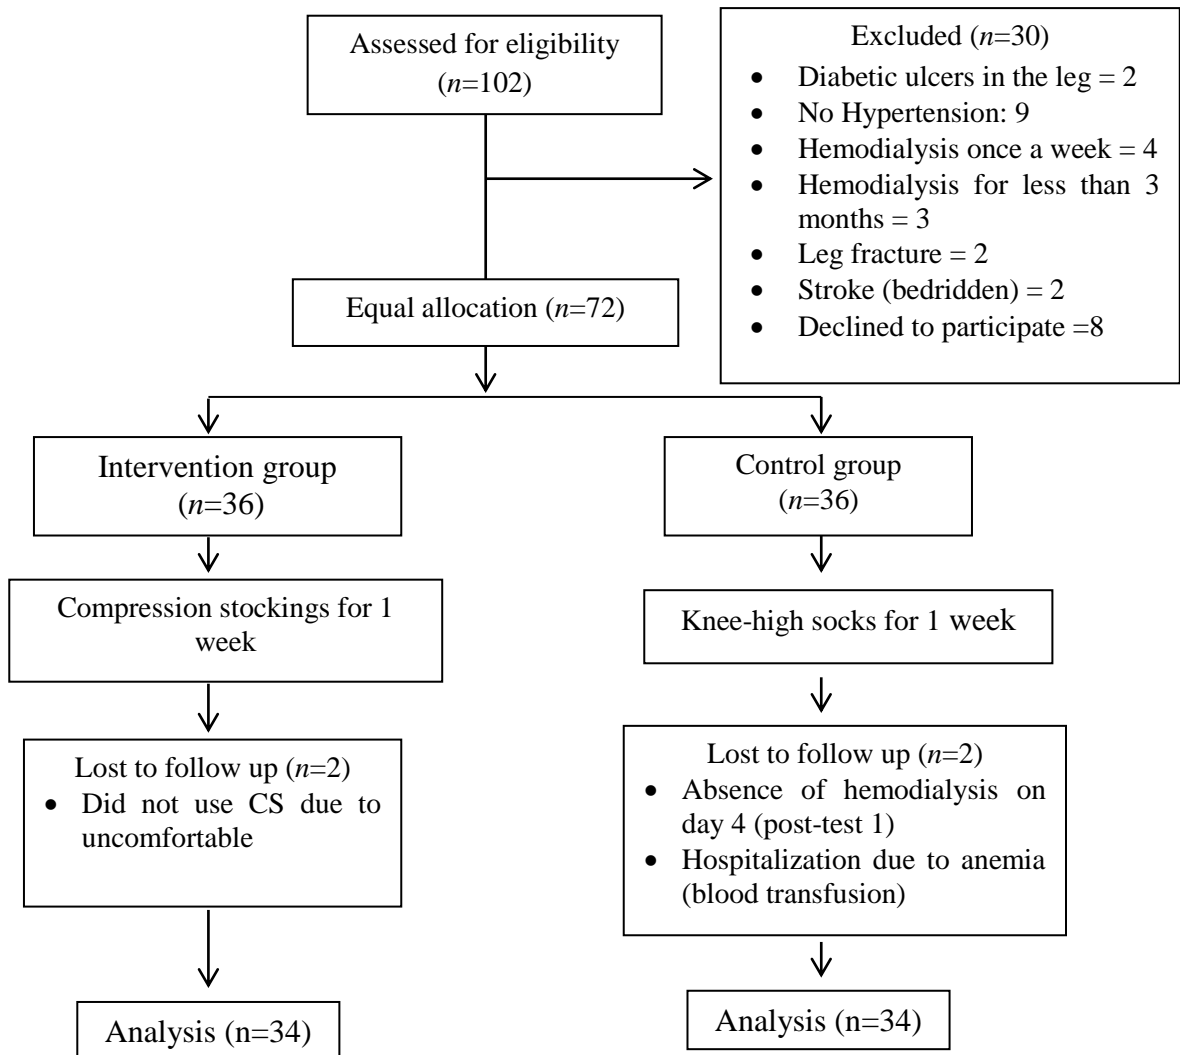 Assessed for eligibility
(n=102)
Excluded (n=30)
• Diabetic ulcers in the leg = 2
• No Hypertension: 9
• Hemodialysis once a week = 4
• Hemodialysis for less than 3
months = 3
• Leg fracture = 2
• Stroke (bedridden) = 2
• Declined to participate =8
Equal allocation (n=72)
Intervention group
(n=36)
Control group
(n=36)
Compression stockings for 1
week
Knee-high socks for 1 week
Lost to follow up (n=2)
• Did not use CS due to
uncomfortable
Lost to follow up (n=2)
• Absence of hemodialysis on
day 4 (post-test 1)
• Hospitalization due to anemia
(blood transfusion)
Analysis (n=34)
Analysis (n=34)